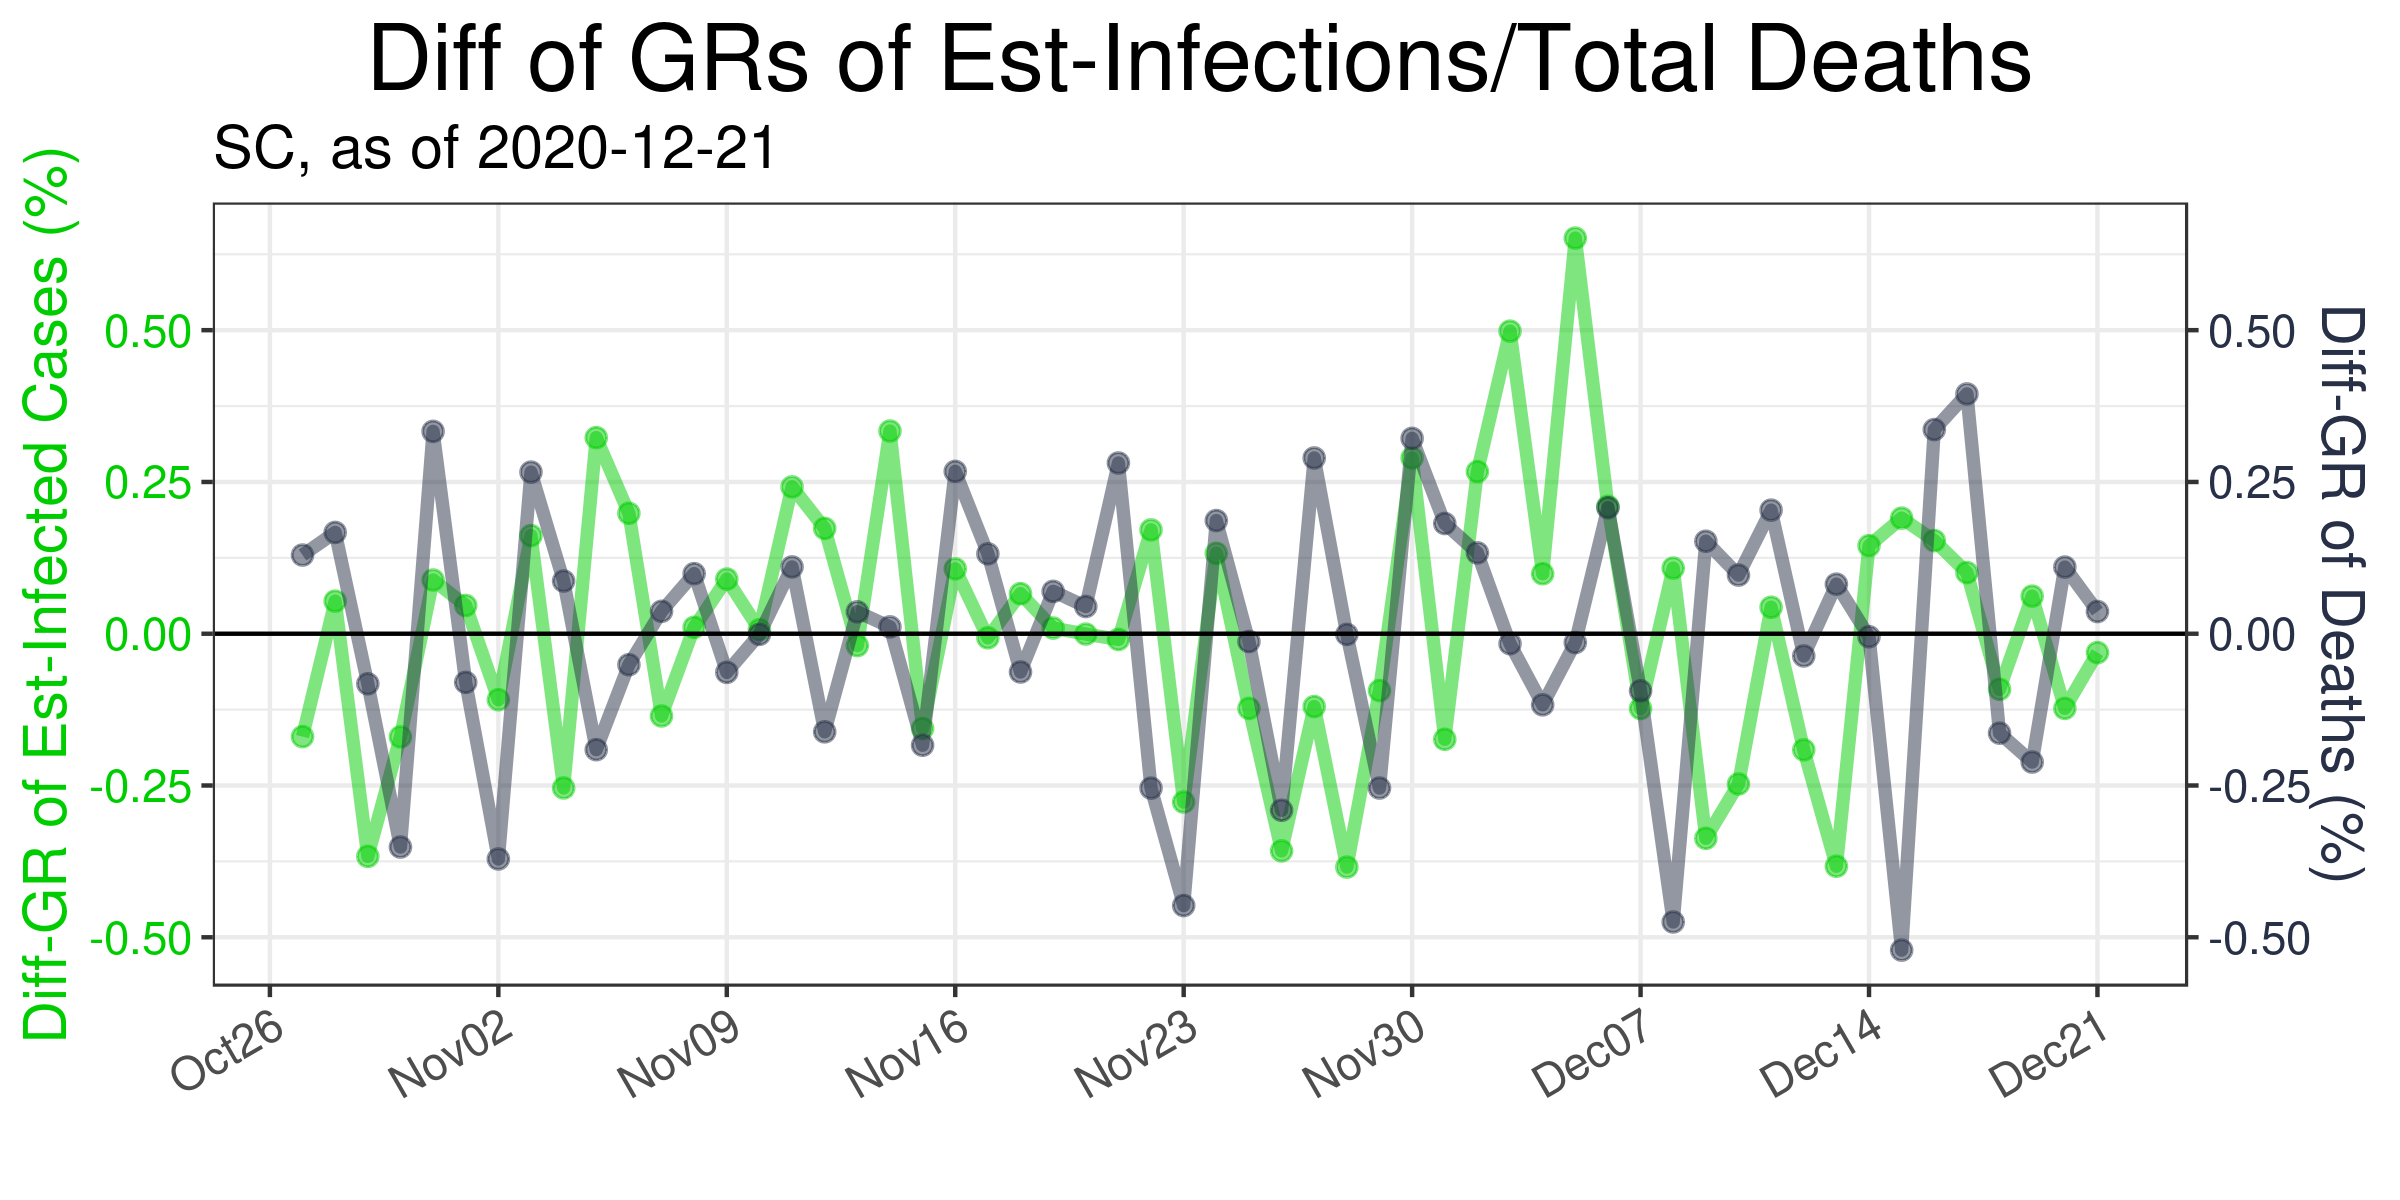 Diff of GRs of Est-Infections/Total Deaths
SC, as of 2020-12-21
Diff-GR of Est-Infected Cases (%)
0.50
0.25
0.00
-0.25
-0.50
0.50
0.25
0.00
-0.25
-0.50
Diff-GR of Deaths (%)
Oct26
Nov02
Nov09
Nov16
Nov23
Nov30
Dec07
Dec14
Dec21